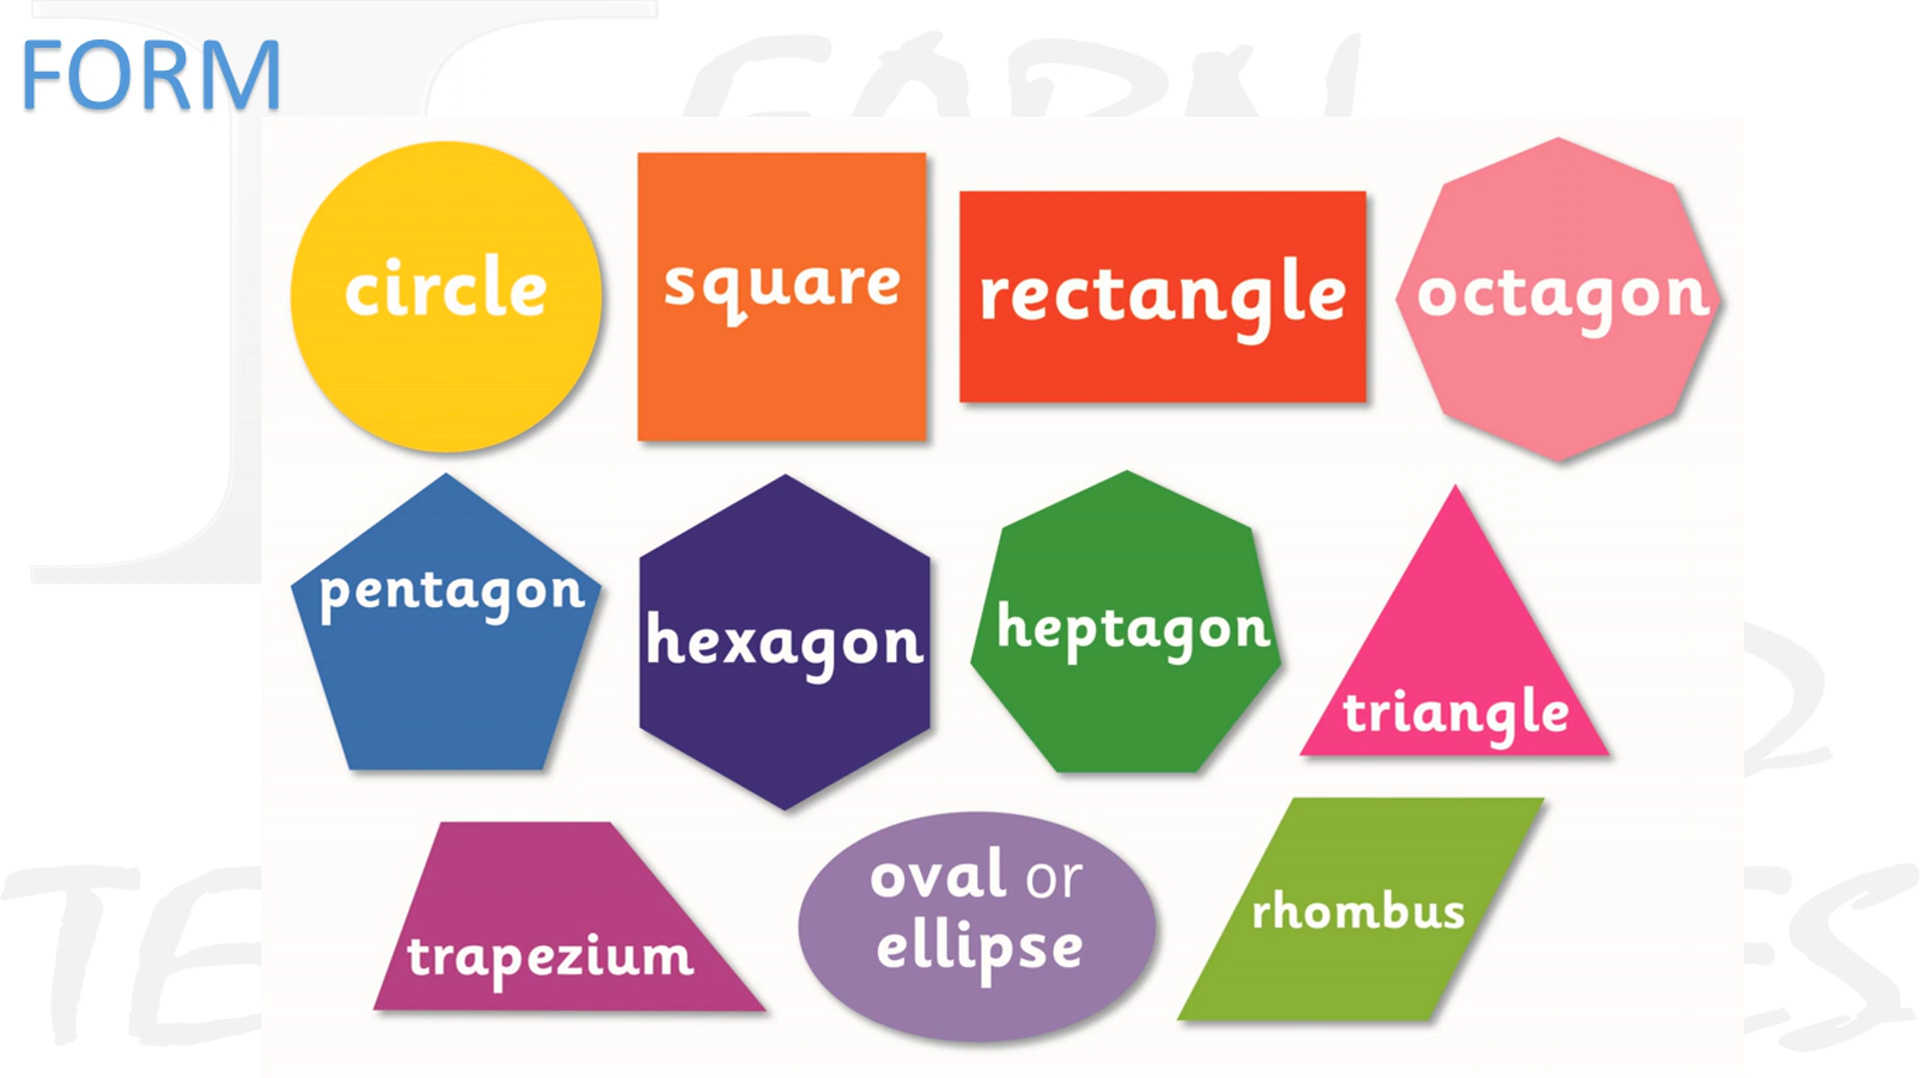 FORM
circle
square
rectangle
octagon
pentagon
hexagon
heptagon
triangle
trapezium
oval or
ellipse
rhombus